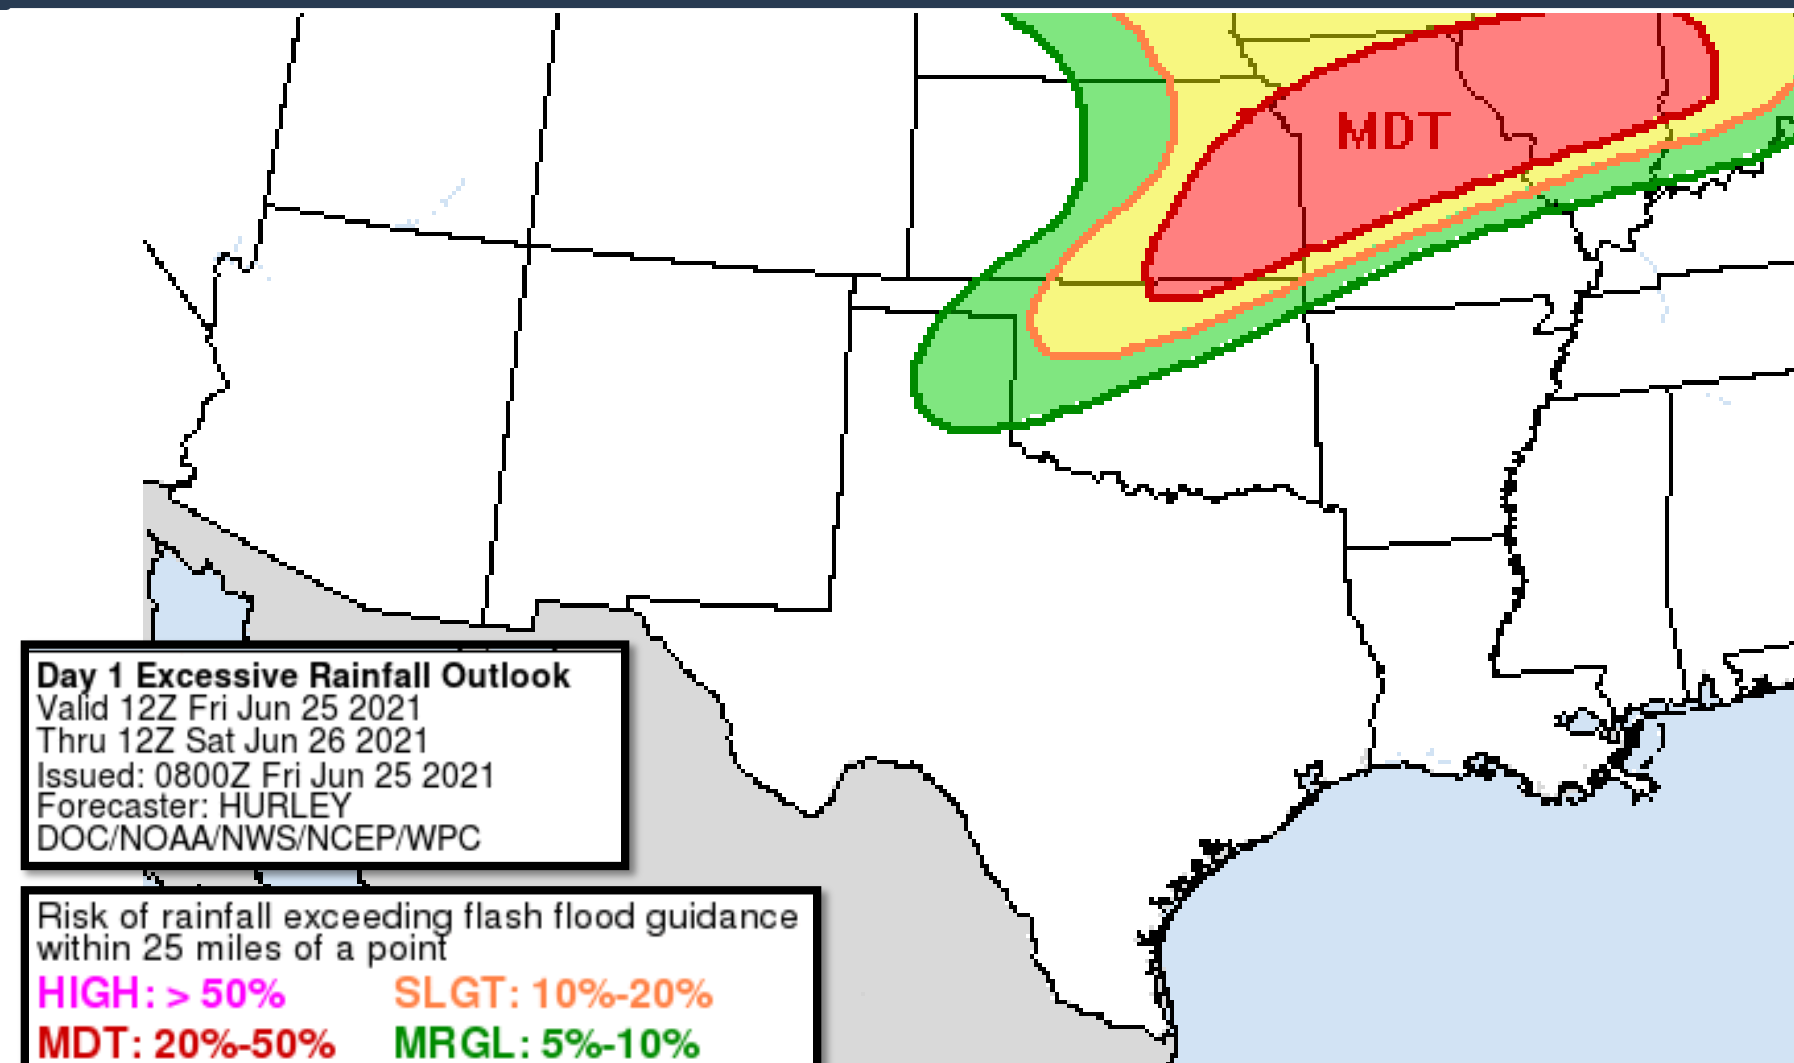 MDT
Day 1 Excessive Rainfall Outlook
Valid 12Z Fri Jun 25 2021
Thru 12Z Sat Jun 26 2021
Issued: 0800Z Fri Jun 25 2021
Forecaster: HURLEY
DOC/NOAA/NWS/NCEP/WPC
Risk of rainfall exceeding flash flood guidance
within 25 miles of a point
HIGH: > 50% SLGT: 10%-20%
MDT: 20%-50% MRGL: 5%-10%